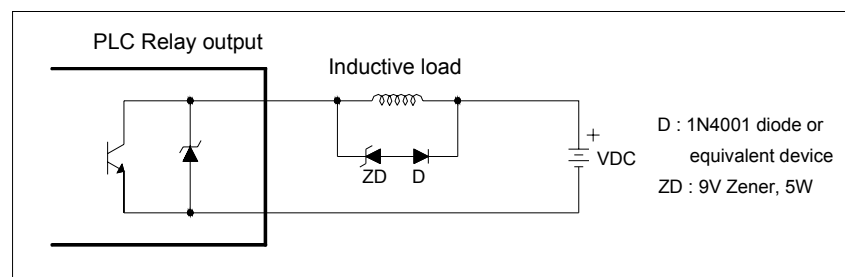 PLC Relay output
Inductive load
ZD
D
+
VDC
D : 1N4001 diode or
equivalent device
ZD : 9V Zener, 5W